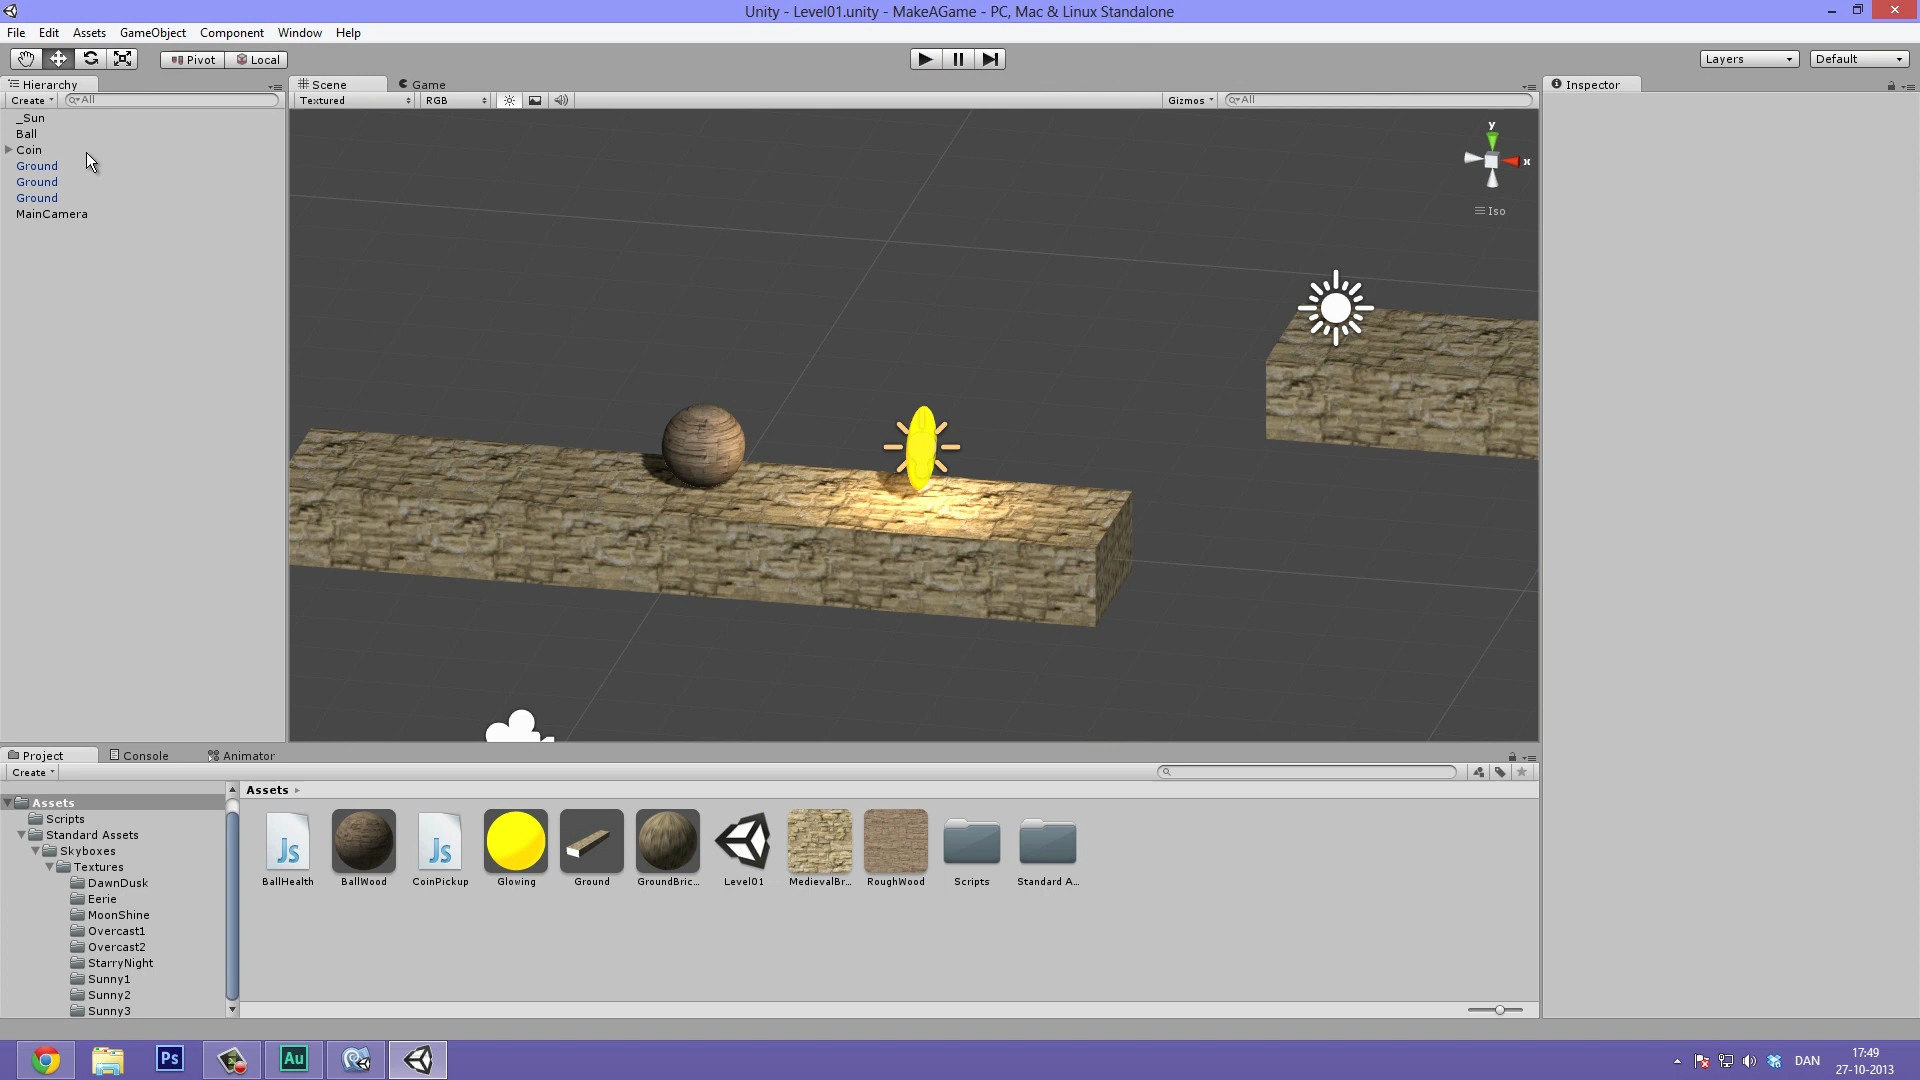 Unity - Level01.unity - MakeAGame - PC, Mac & Linux Standalone
File Edit Assets GameObject Component Window Help
Pivot Local Layers Default
Hierarchy Scene Game Inspector
Create All Textured RGB Gizmos All
_Sun
Ball
Coin
Ground
Ground
Ground
MainCamera
y
x
Iso
Project Console Animator
Create
Assets
Assets
Scripts
Standard Assets
Skyboxes
Textures
DawnDusk
Eerie
MoonShine
Overcast1
Overcast2
StarryNight
Sunny1
Sunny2
Sunny3
Js Js
BallHealth BallWood CoinPickup Glowing Ground GroundBric... Level01 MedievalBr... RoughWood Scripts Standard A...
Ps Au DAN
17:49
27-10-2013